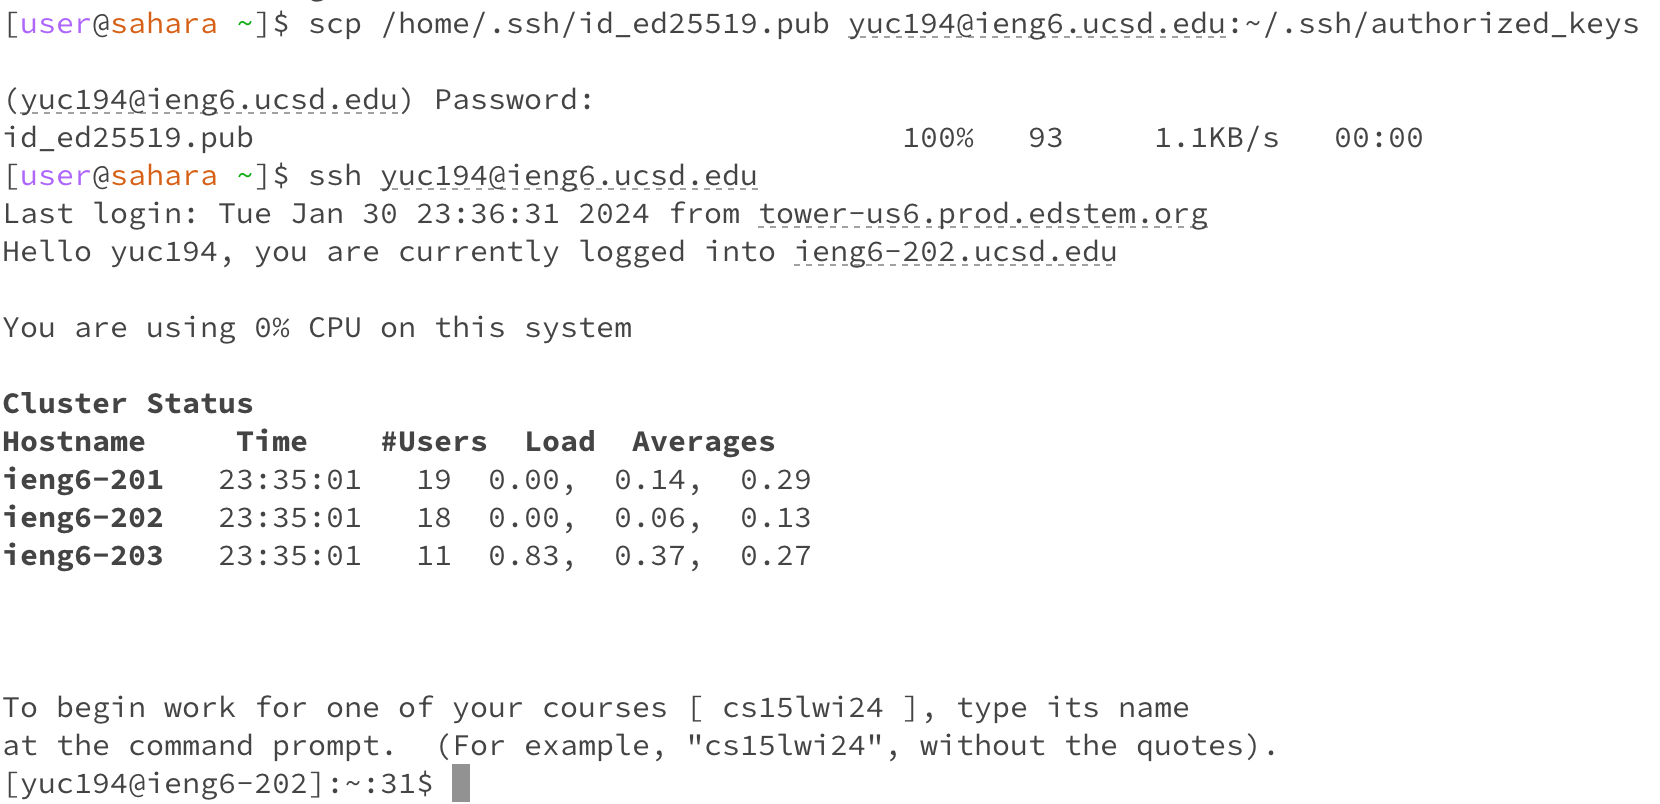 [user@sahara ~]$ scp /home/.ssh/id_ed25519.pub yuc194@ieng6.ucsd.edu:~/.ssh/authorized_keys
(yuc194@ieng6.ucsd.edu) Password:
id_ed25519.pub 100% 93 1.1KB/s 00:00
[user@sahara ~]$ ssh yuc194@ieng6.ucsd.edu
Last login: Tue Jan 30 23:36:31 2024 from tower-us6.prod.edstem.org
Hello yuc194, you are currently logged into ieng6-202.ucsd.edu
You are using 0% CPU on this system
Cluster Status
Hostname Time #Users Load Averages
ieng6-201 23:35:01 19 0.00, 0.14, 0.29
ieng6-202 23:35:01 18 0.00, 0.06, 0.13
ieng6-203 23:35:01 11 0.83, 0.37, 0.27
To begin work for one of your courses [ cs15lwi24 ], type its name
at the command prompt. (For example, "cs15lwi24", without the quotes).
[yuc194@ieng6-202]:~:31$